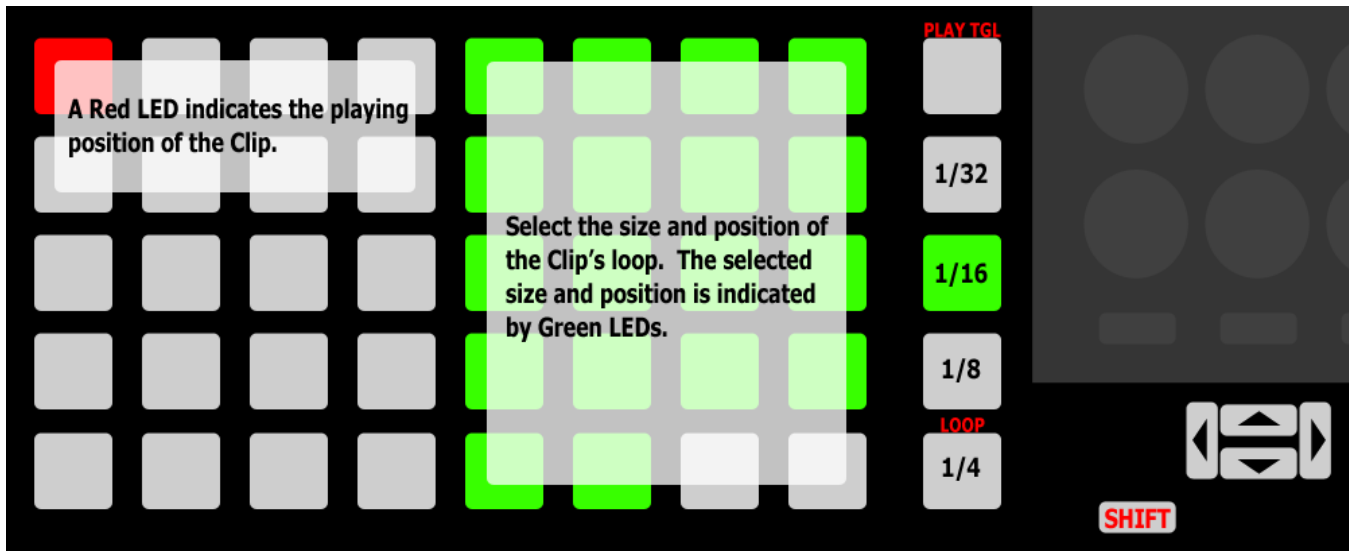 PLAY TGL
A Red LED indicates the playing
position of the Clip.
1/32
Select the size and position of
the Clip’s loop.  The selected
size and position is indicated
by Green LEDs.
1/16
1/8
LOOP
1/4
SHIFT